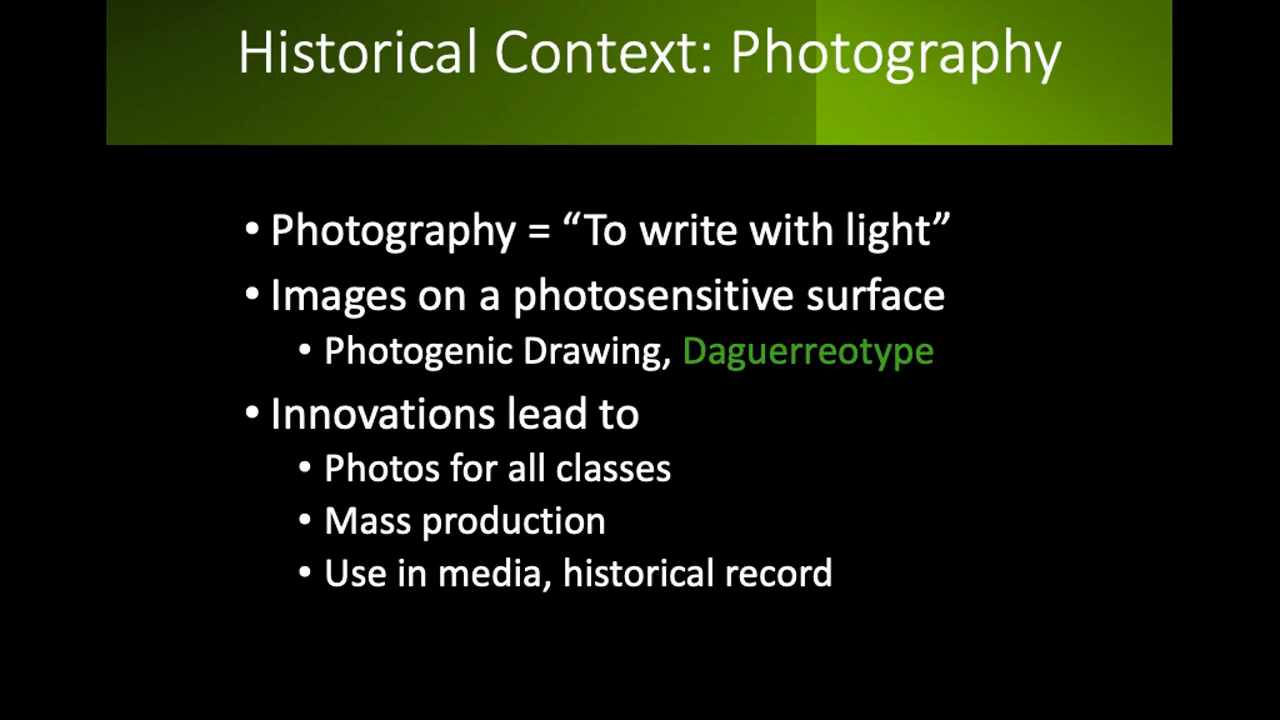 Historical Context: Photography
• Photography = “To write with light”
• Images on a photosensitive surface
• Photogenic Drawing, Daguerreotype
• Innovations lead to
• Photos for all classes
• Mass production
• Use in media, historical record